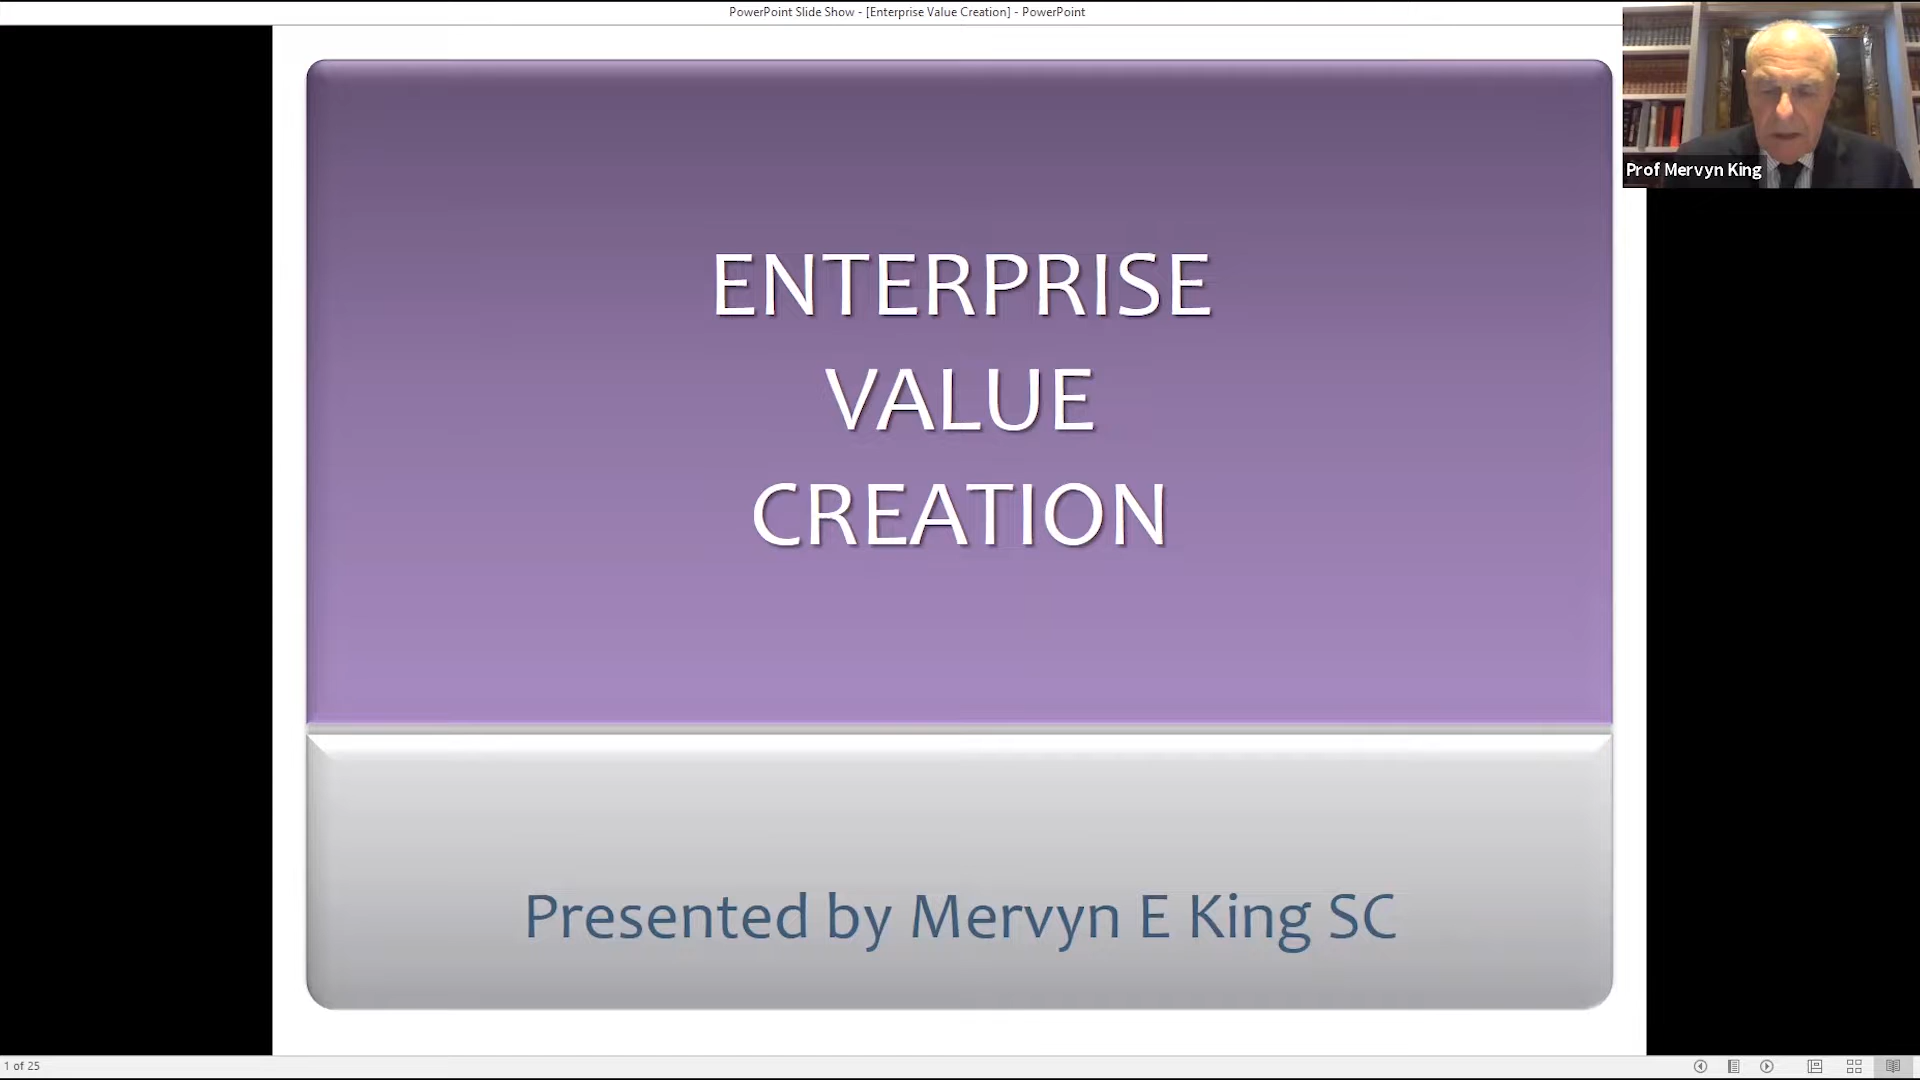 PowerPoint Slide Show - [Enterprise Value Creation] - PowerPoint
Prof Mervyn King
ENTERPRISE
VALUE
CREATION
Presented by Mervyn E King SC
1 of 25